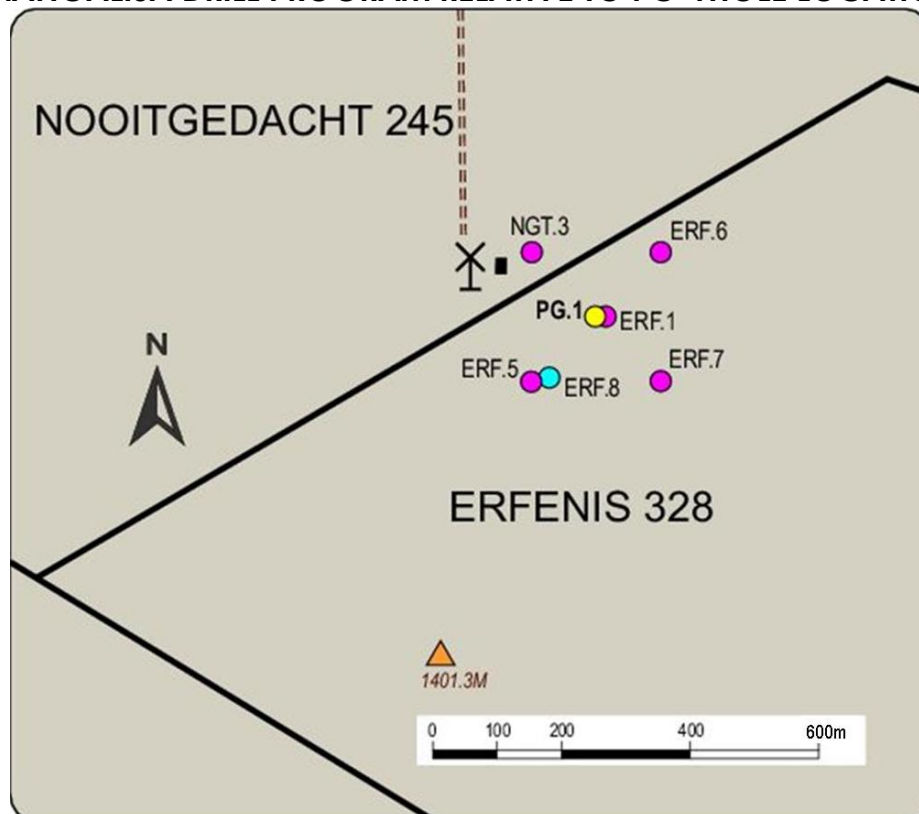 NOOITGEDACHT 245
NGT.3
ERF.6
PG.1
ERF.1
N
ERF.5
ERF.7
ERF.8
ERFENIS 328
1401.3M
0 100 200 400 600m